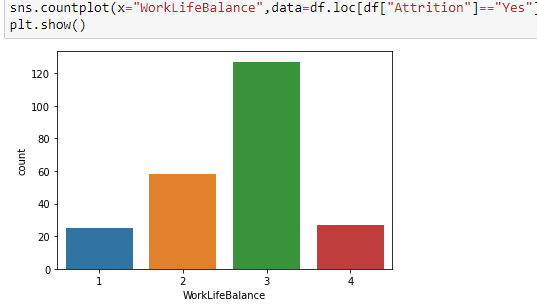 sns.countplot(x="WorkLifeBalance",data=df.loc[df["Attrition"]=="Yes"]
plt.show()
120
100
80
60
40
20
0
count
1 2 3 4
WorkLifeBalance